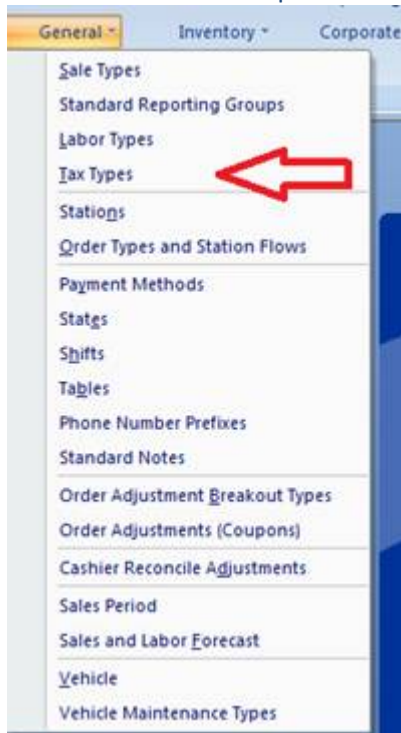 General
Inventory
Corporate
Sale Types
Standard Reporting Groups
Labor Types
Tax Types
Stations
Order Types and Station Flows
Payment Methods
States
Shifts
Tables
Phone Number Prefixes
Standard Notes
Order Adjustment Breakout Types
Order Adjustments (Coupons)
Cashier Reconcile Adjustments
Sales Period
Sales and Labor Forecast
Vehicle
Vehicle Maintenance Types